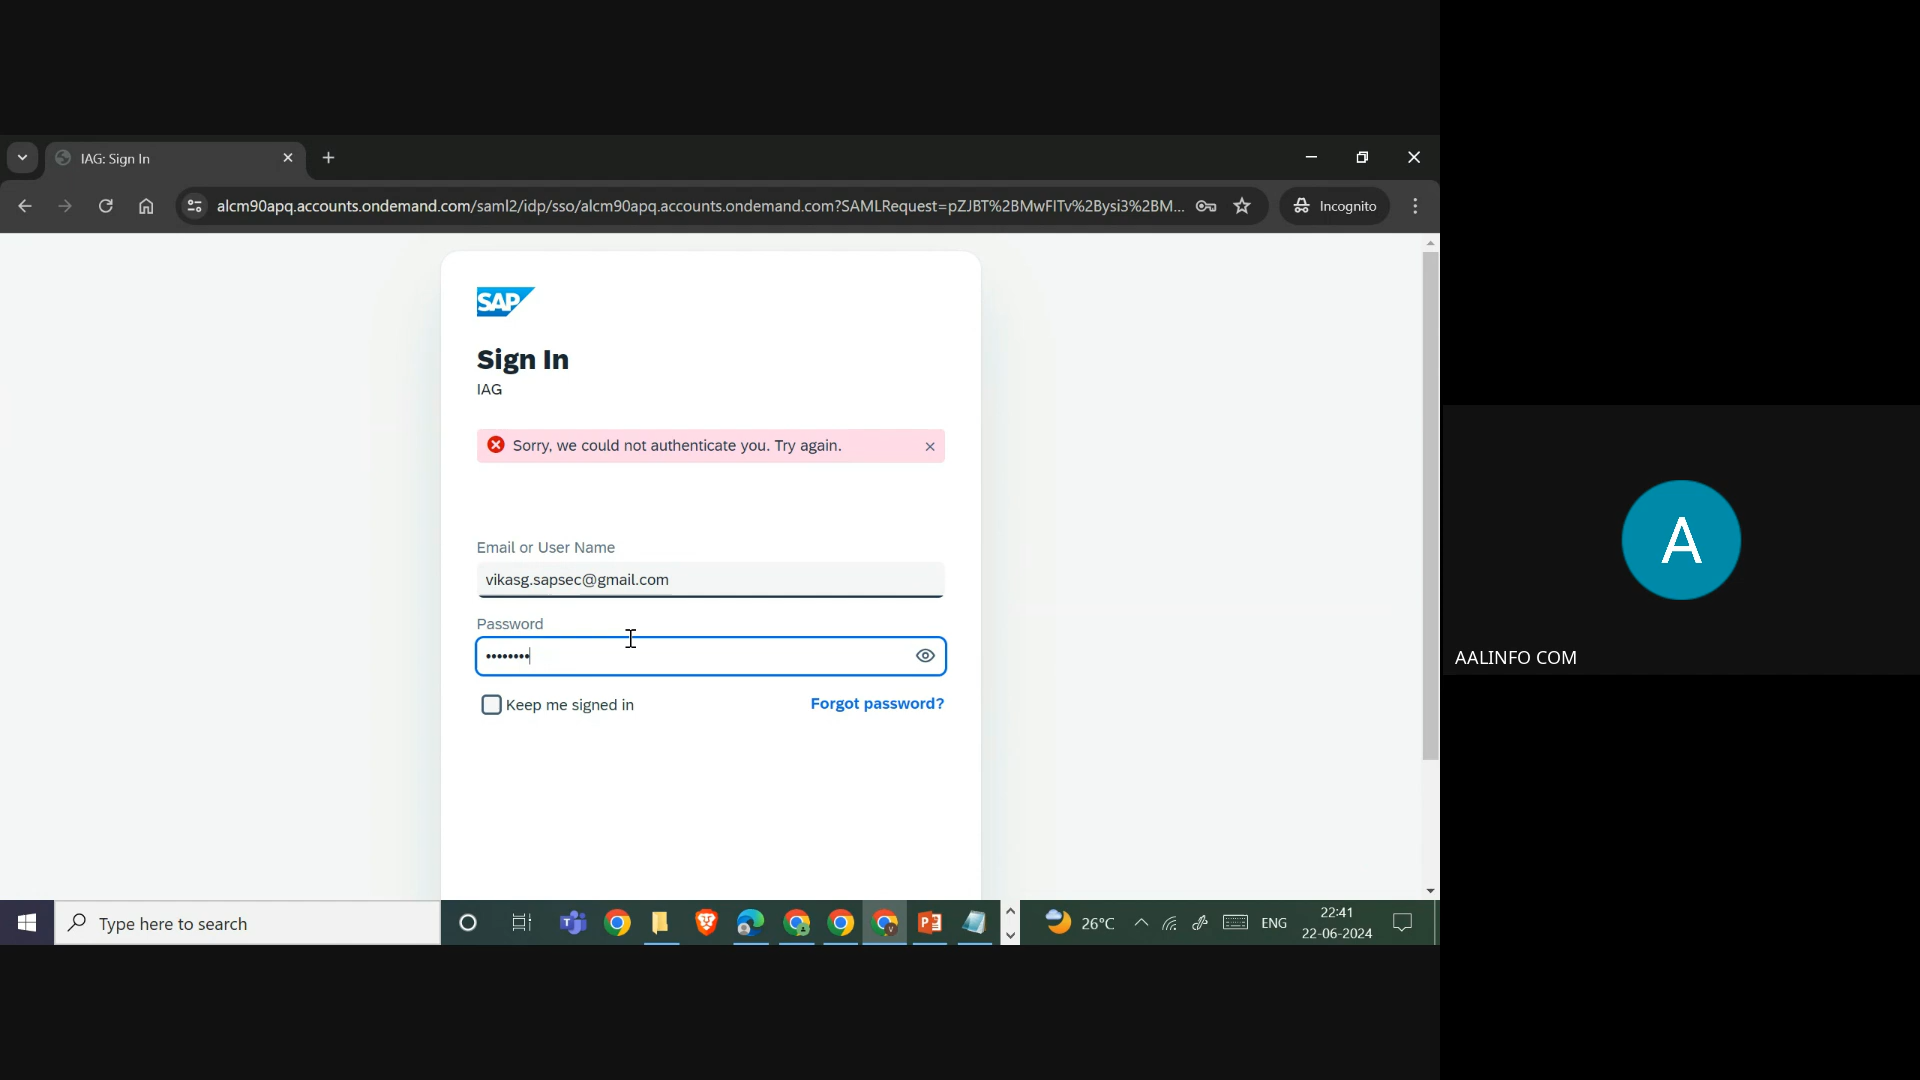 IAG: Sign In
alcm90apq.accounts.ondemand.com/saml2/idp/sso/alcm90apq.accounts.ondemand.com?SAMLRequest=pZJBT%2BMwFITv%2Bysi3%2BM...
Incognito
SAP
Sign In
IAG
Sorry, we could not authenticate you. Try again.
Email or User Name
vikasg.sapsec@gmail.com
Password
Keep me signed in
Forgot password?
A
AALINFO COM
Type here to search
26°C
ENG
22:41
22-06-2024